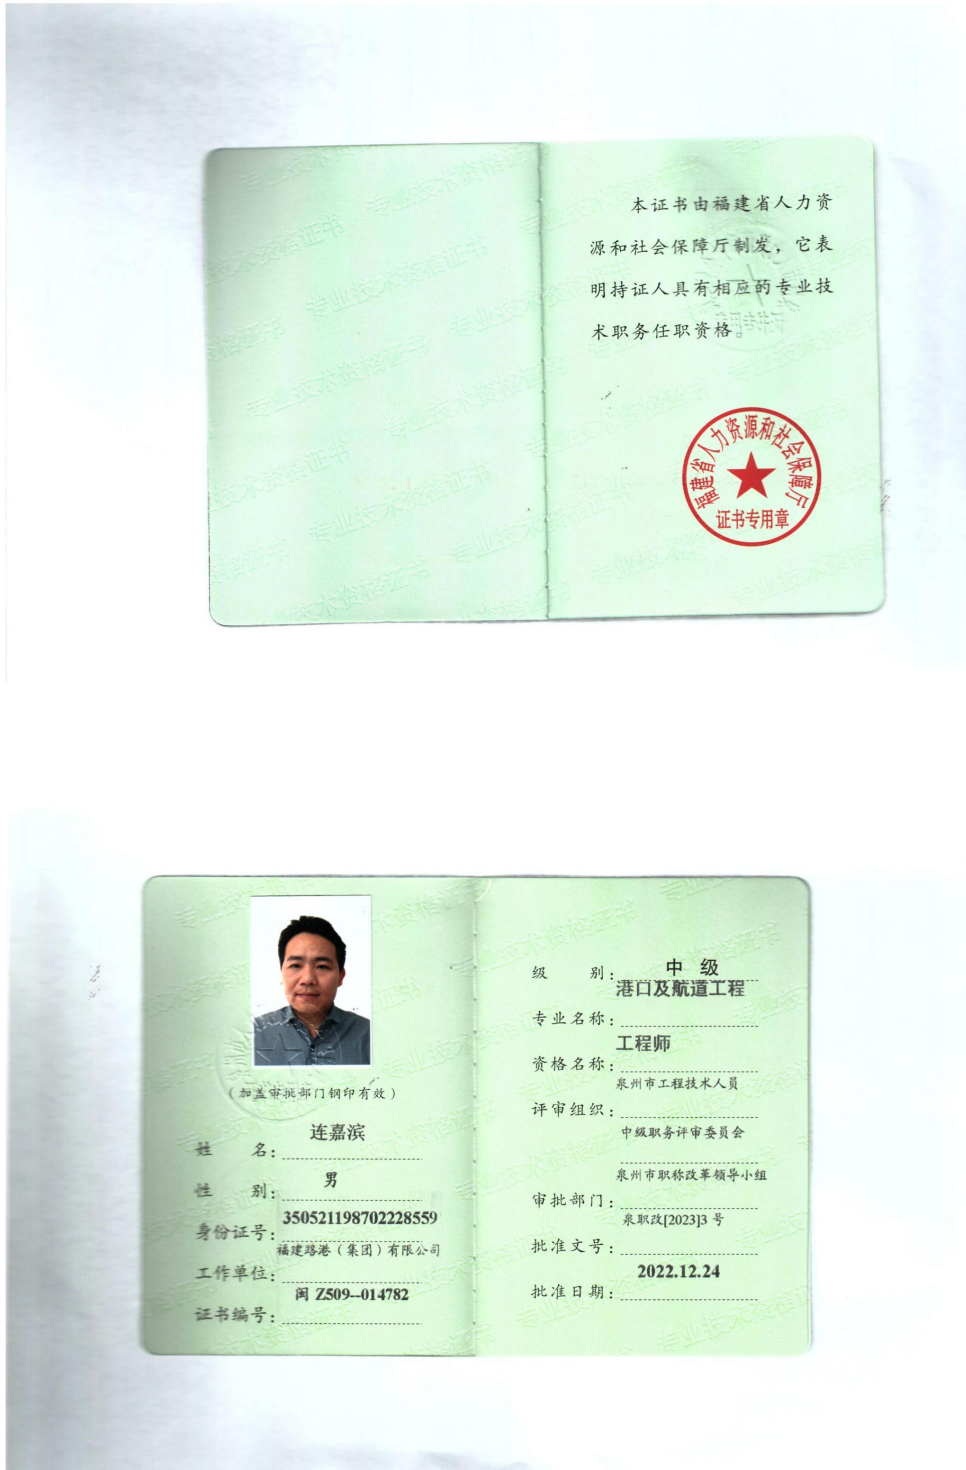 本证书由福建省人力资
源和社会保障厅制发，它表
明持证人具有相应的专业技
术职务任职资格。
福建省人力资源和社会保障厅
证书专用章
（加盖审批部门钢印有效）
姓 名：连嘉滨
性 别：男
身份证号：350521198702228559
工作单位：福建路港（集团）有限公司
证书编号：闽 Z509--014782
级 别：中 级
专业名称：港口及航道工程
资格名称：工程师
评审组织：泉州市工程技术人员
中级职务评审委员会
审批部门：泉州市职称改革领导小组
批准文号：泉职改[2023]3 号
批准日期：2022.12.24